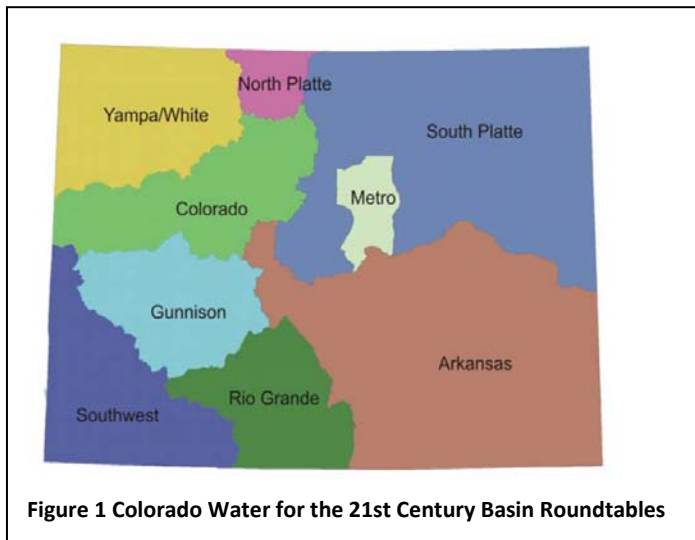 North Platte
Yampa/White
South Platte
Metro
Colorado
Gunnison
Arkansas
Rio Grande
Southwest
Figure 1 Colorado Water for the 21st Century Basin Roundtables